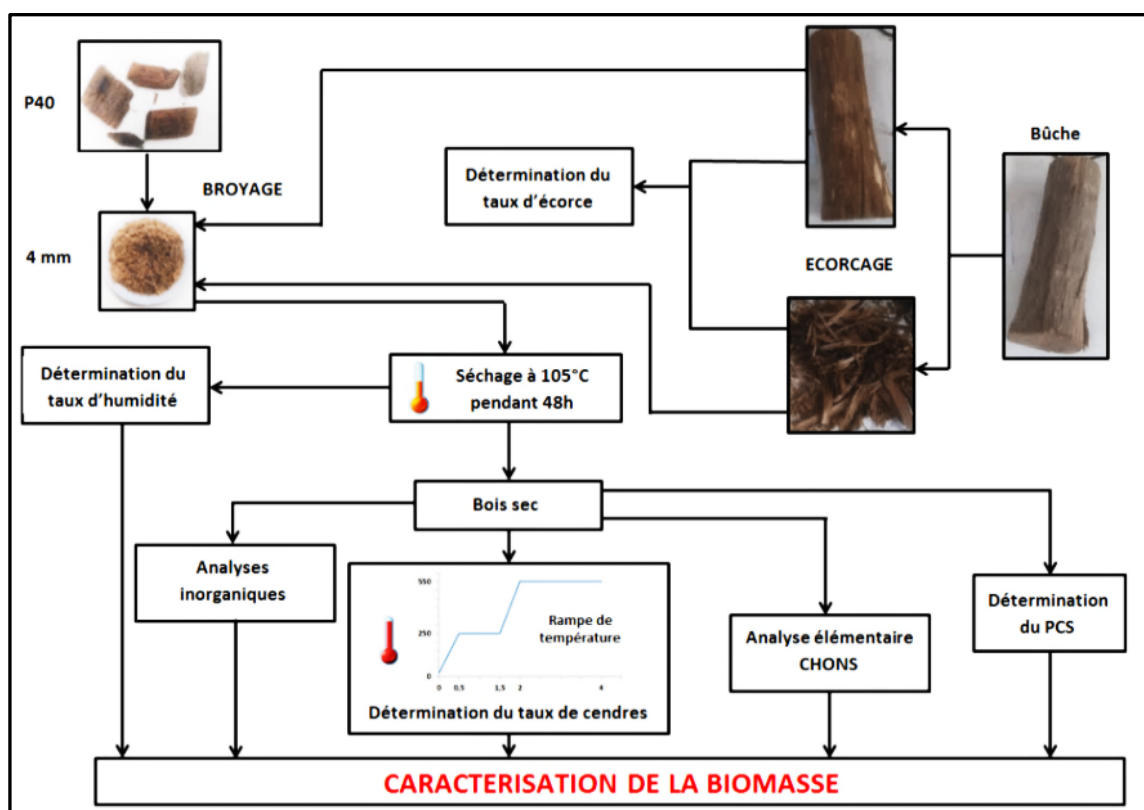 P40
BROYAGE
4 mm
Détermination du
taux d'écorce
Bûche
ECORCAGE
Détermination du
taux d'humidité
Séchage à 105°C
pendant 48h
Bois sec
Analyses
inorganiques
550
250
0
0 0,5 1,5 2 4
Rampe de
température
Détermination du taux de cendres
Analyse élémentaire
CHONS
Détermination
du PCS
CARACTERISATION DE LA BIOMASSE